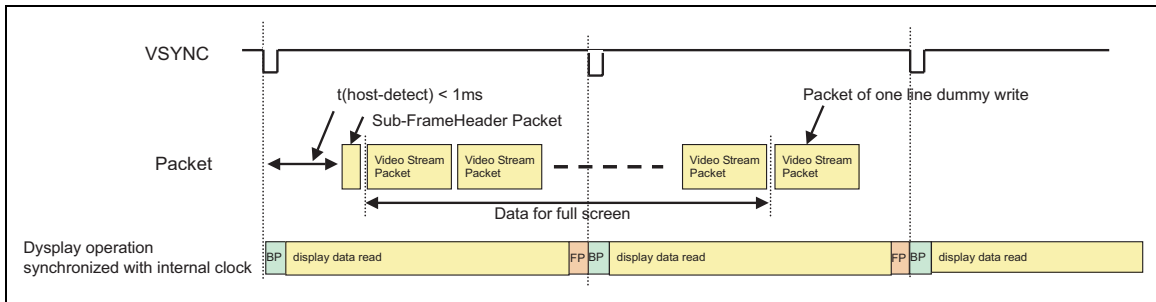 VSYNC
t(host-detect) < 1ms
Packet of one line dummy write
Sub-FrameHeader Packet
Packet
Video Stream
Packet
Video Stream
Packet
Video Stream
Packet
Video Stream
Packet
Data for full screen
Dysplay operation
synchronized with internal clock
BP
display data read
FP
BP
display data read
FP
BP
display data read